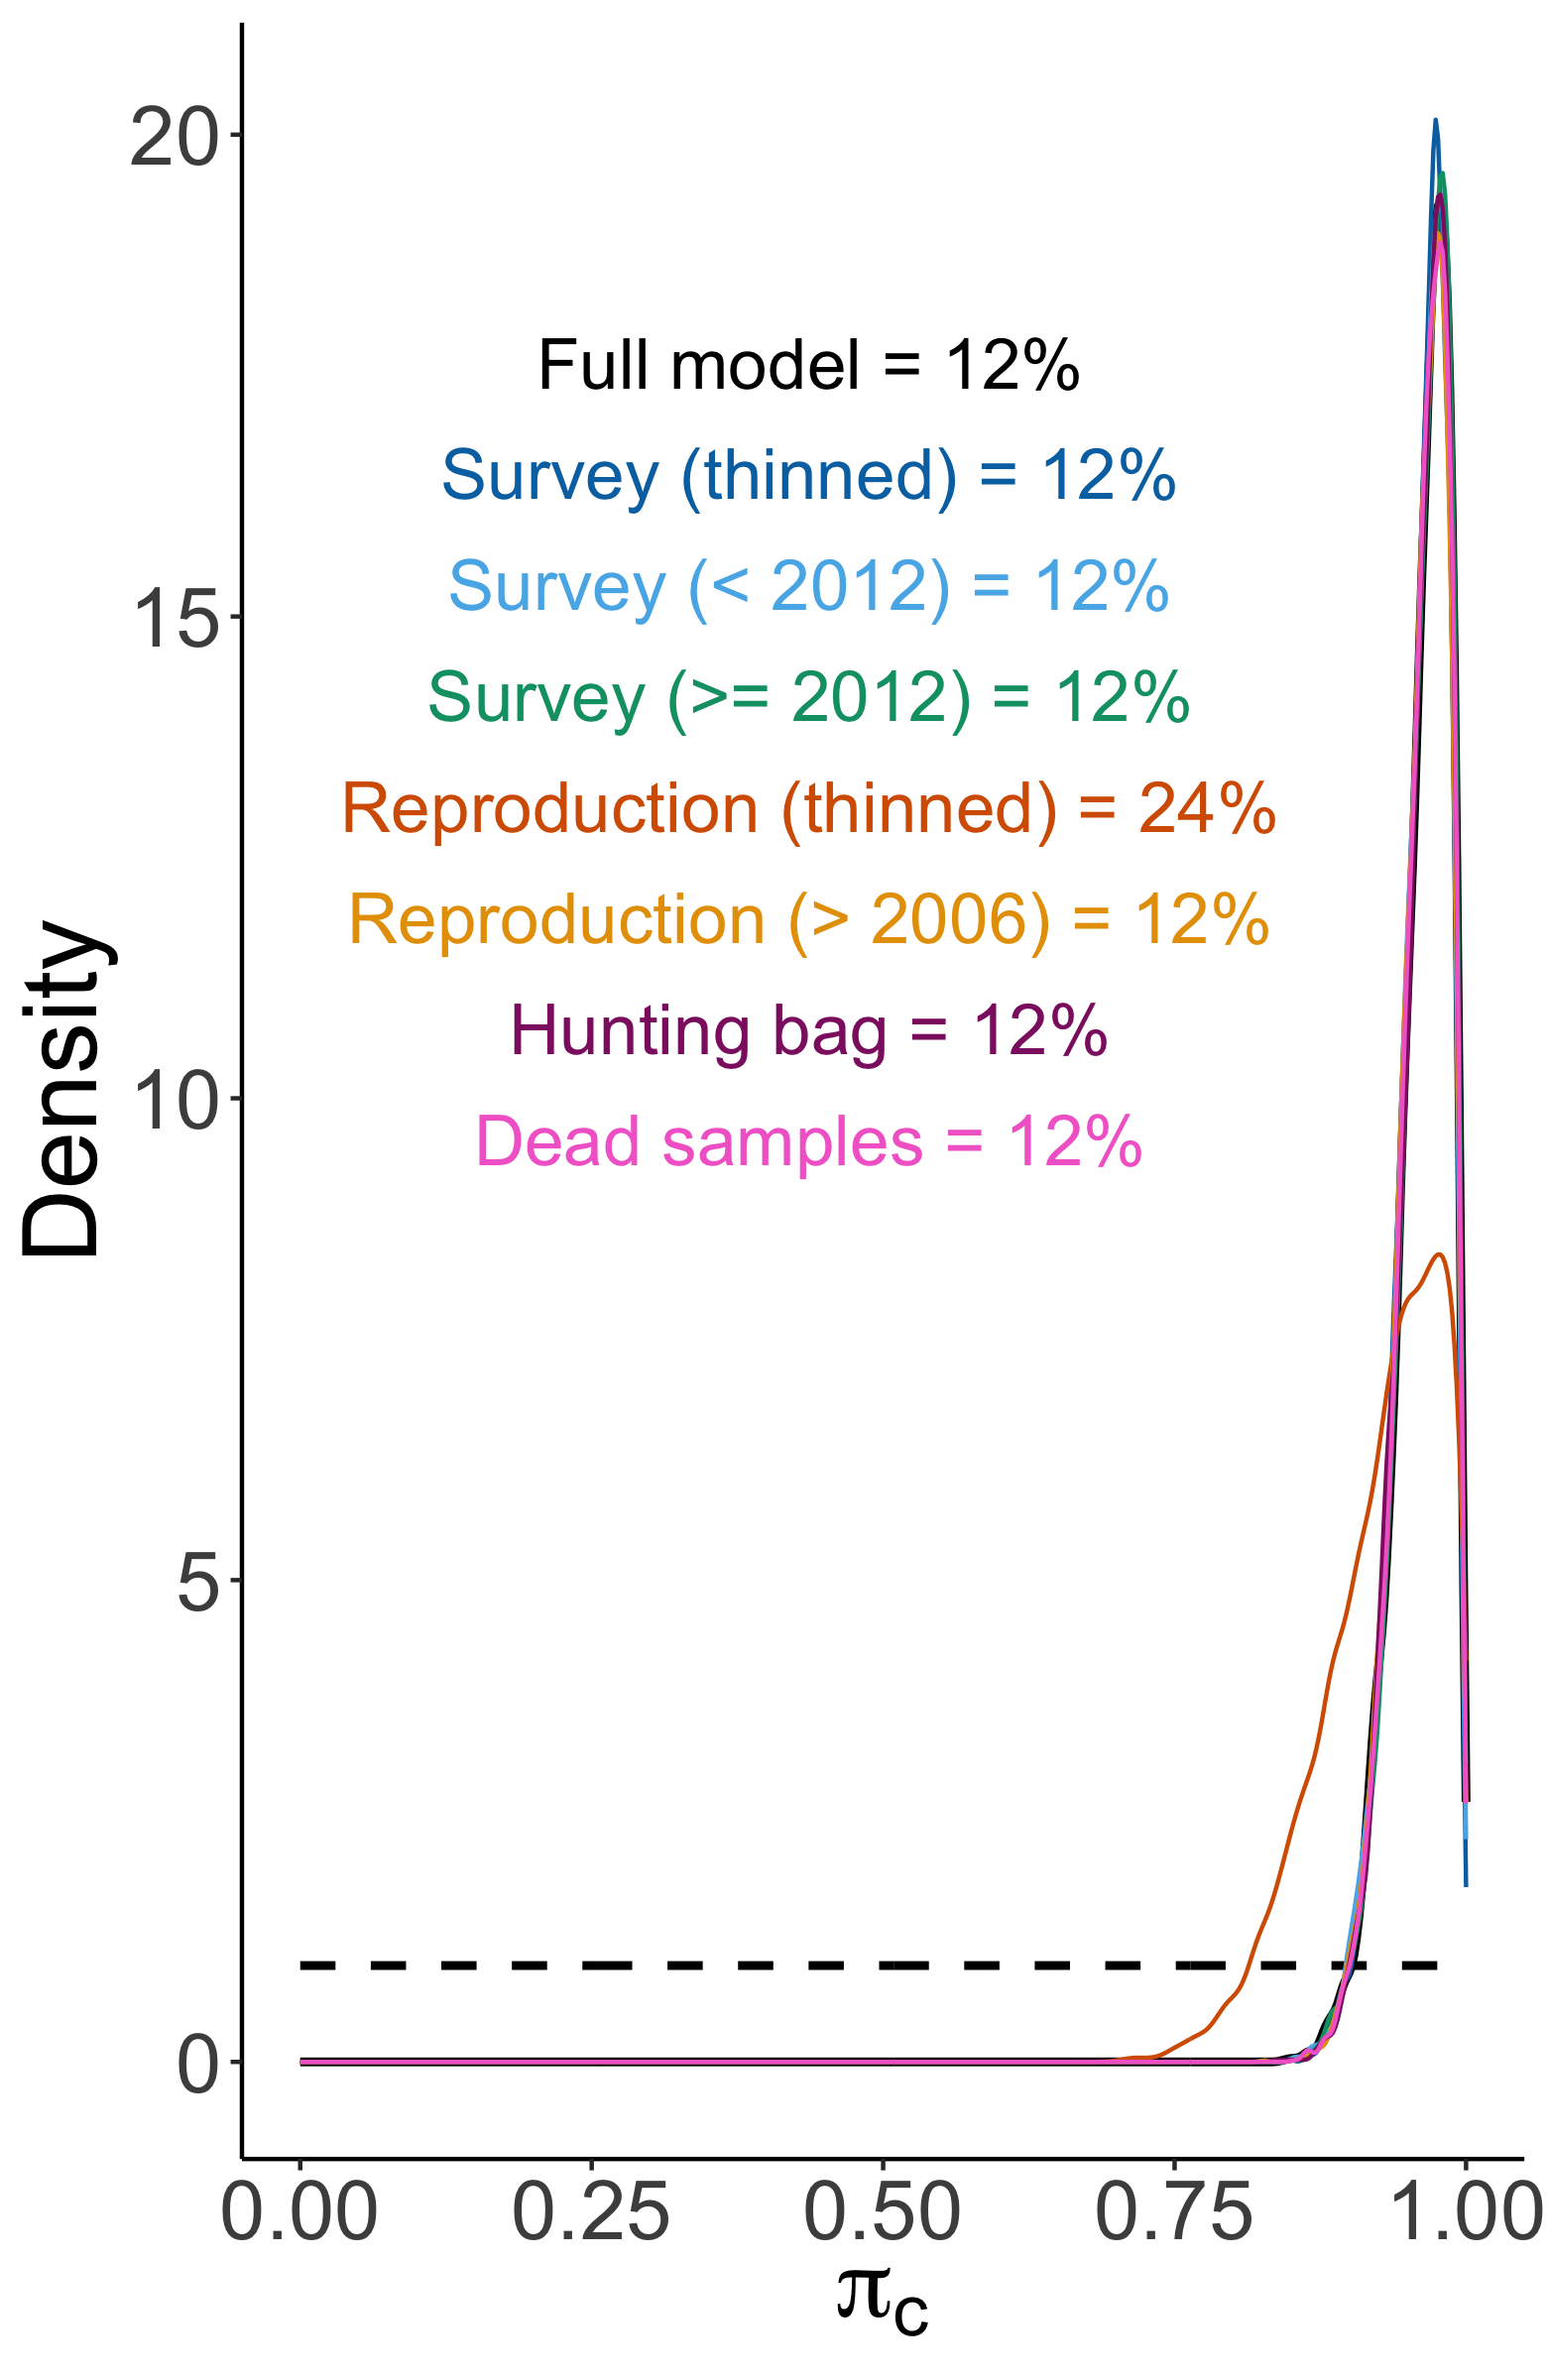 20
15
10
5
0
Density
Full model = 12%
Survey (thinned) = 12%
Survey (< 2012) = 12%
Survey (>= 2012) = 12%
Reproduction (thinned) = 24%
Reproduction (> 2006) = 12%
Hunting bag = 12%
Dead samples = 12%
0.00 0.25 0.50 0.75 1.00
πc